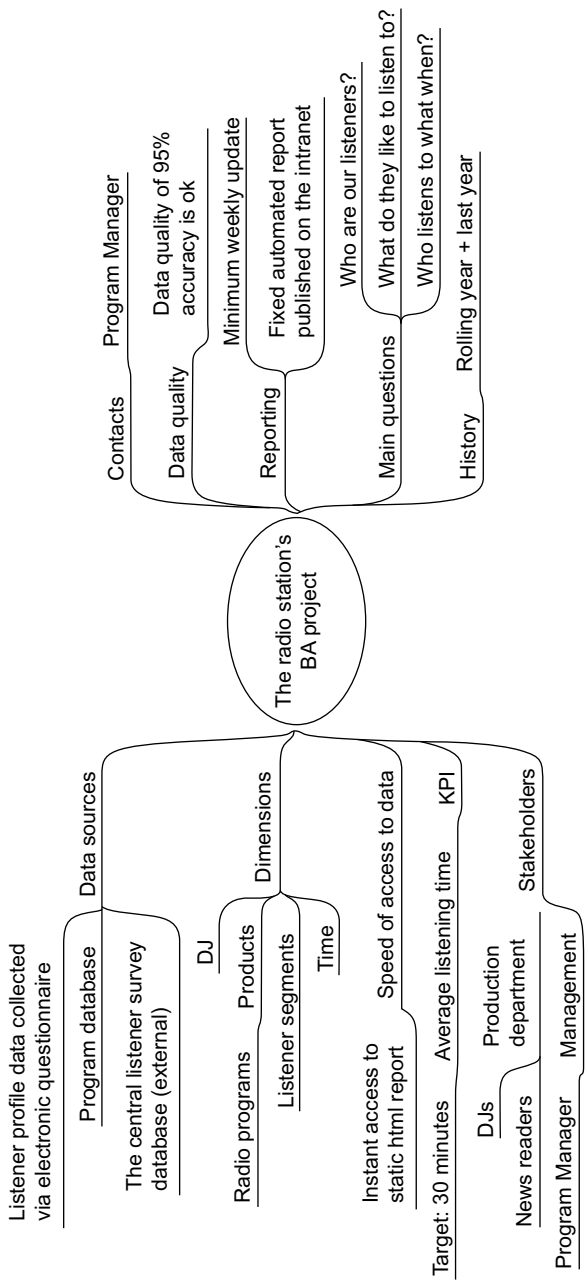 Listener profile data collected
via electronic questionnaire
Program database
The central listener survey
database (external)
Data sources
DJ
Radio programs
Products
Listener segments
Time
Dimensions
Instant access to
static html report
Speed of access to data
Target: 30 minutes
Average listening time
KPI
DJs
News readers
Production
department
Program Manager
Management
Stakeholders
The radio station's
BA project
Contacts
Program Manager
Data quality
Data quality of 95%
accuracy is ok
Reporting
Minimum weekly update
Fixed automated report
published on the intranet
Main questions
Who are our listeners?
What do they like to listen to?
Who listens to what when?
History
Rolling year + last year